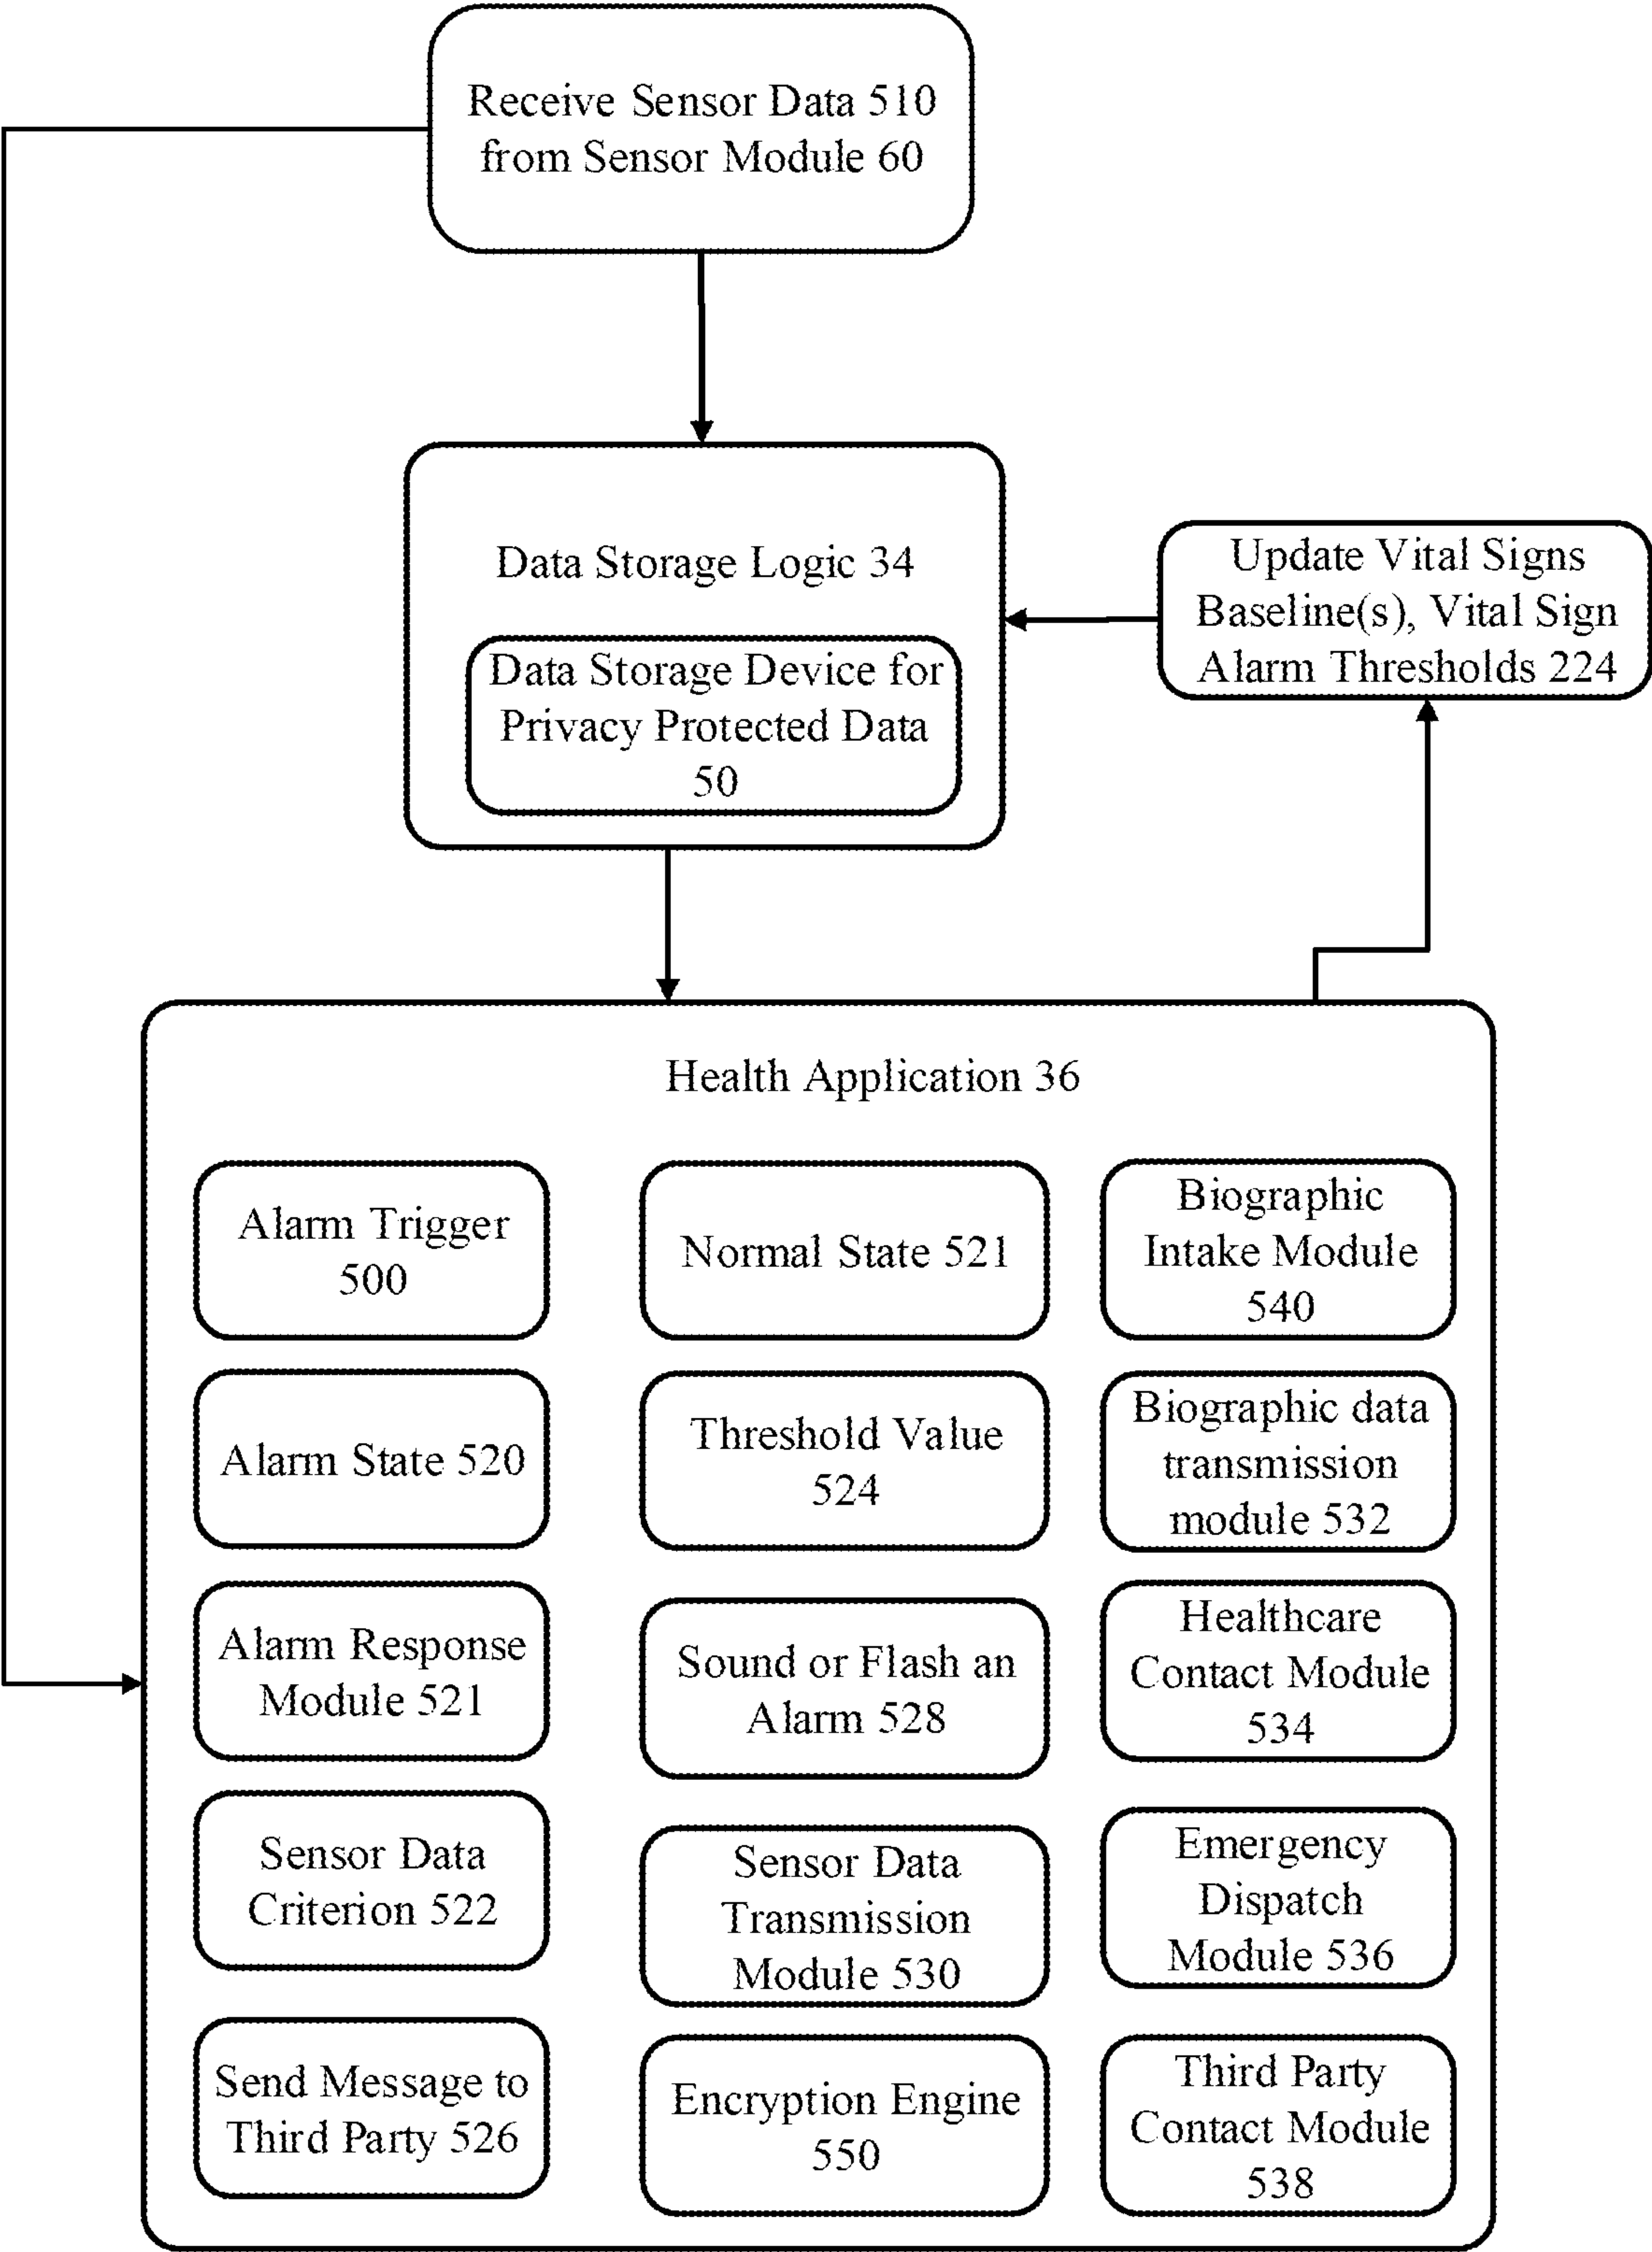 Receive Sensor Data 510
from Sensor Module 60
Data Storage Logic 34
Data Storage Device for
Privacy Protected Data
50
Update Vital Signs
Baseline(s), Vital Sign
Alarm Thresholds 224
Health Application 36
Alarm Trigger
500
Normal State 521
Biographic
Intake Module
540
Alarm State 520
Threshold Value
524
Biographic data
transmission
module 532
Alarm Response
Module 521
Sound or Flash an
Alarm 528
Healthcare
Contact Module
534
Sensor Data
Criterion 522
Sensor Data
Transmission
Module 530
Emergency
Dispatch
Module 536
Send Message to
Third Party 526
Encryption Engine
550
Third Party
Contact Module
538